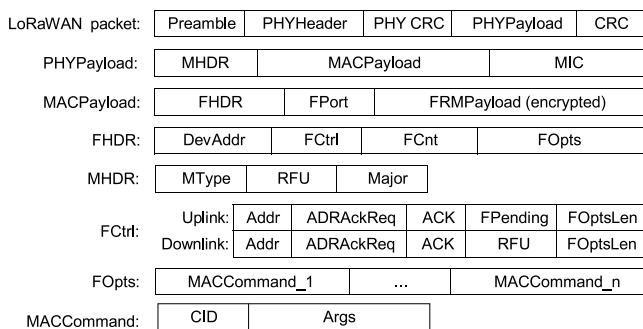 LoRaWAN packet: Preamble PHYHeader PHY CRC PHYPayload CRC
PHYPayload: MHDR MACPayload MIC
MACPayload: FHDR FPort FRMPayload (encrypted)
FHDR: DevAddr FCtrl FCnt FOpts
MHDR: MType RFU Major
FCtrl:
Uplink: Addr ADRAckReq ACK FPending FOptsLen
Downlink: Addr ADRAckReq ACK RFU FOptsLen
FOpts: MACCommand_1 ... MACCommand_n
MACCommand: CID Args